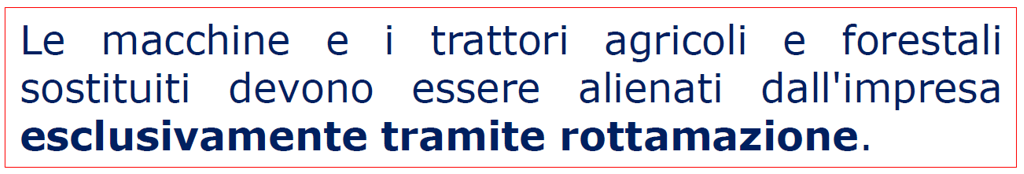 Le macchine e i trattori agricoli e forestali
sostituiti devono essere alienati dall'impresa
esclusivamente tramite rottamazione.